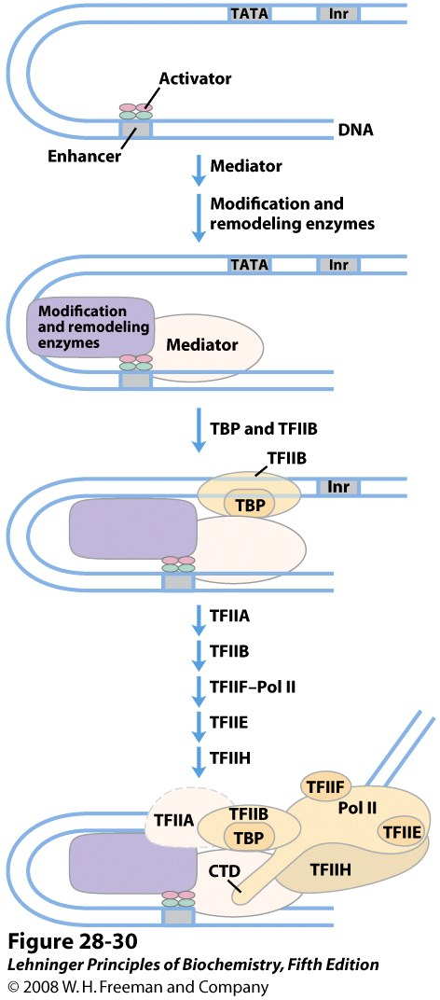 TATA
Inr
Activator
DNA
Enhancer
Mediator
Modification and
remodeling enzymes
TATA
Inr
Modification
and remodeling
enzymes
Mediator
TBP and TFIIB
TFIIB
Inr
TBP
TFIIA
TFIIB
TFIIF–Pol II
TFIIE
TFIIH
TFIIF
Pol II
TFIIA
TFIIB
TBP
TFIIE
CTD
TFIIH
Figure 28-30
Lehninger Principles of Biochemistry, Fifth Edition
© 2008 W. H. Freeman and Company